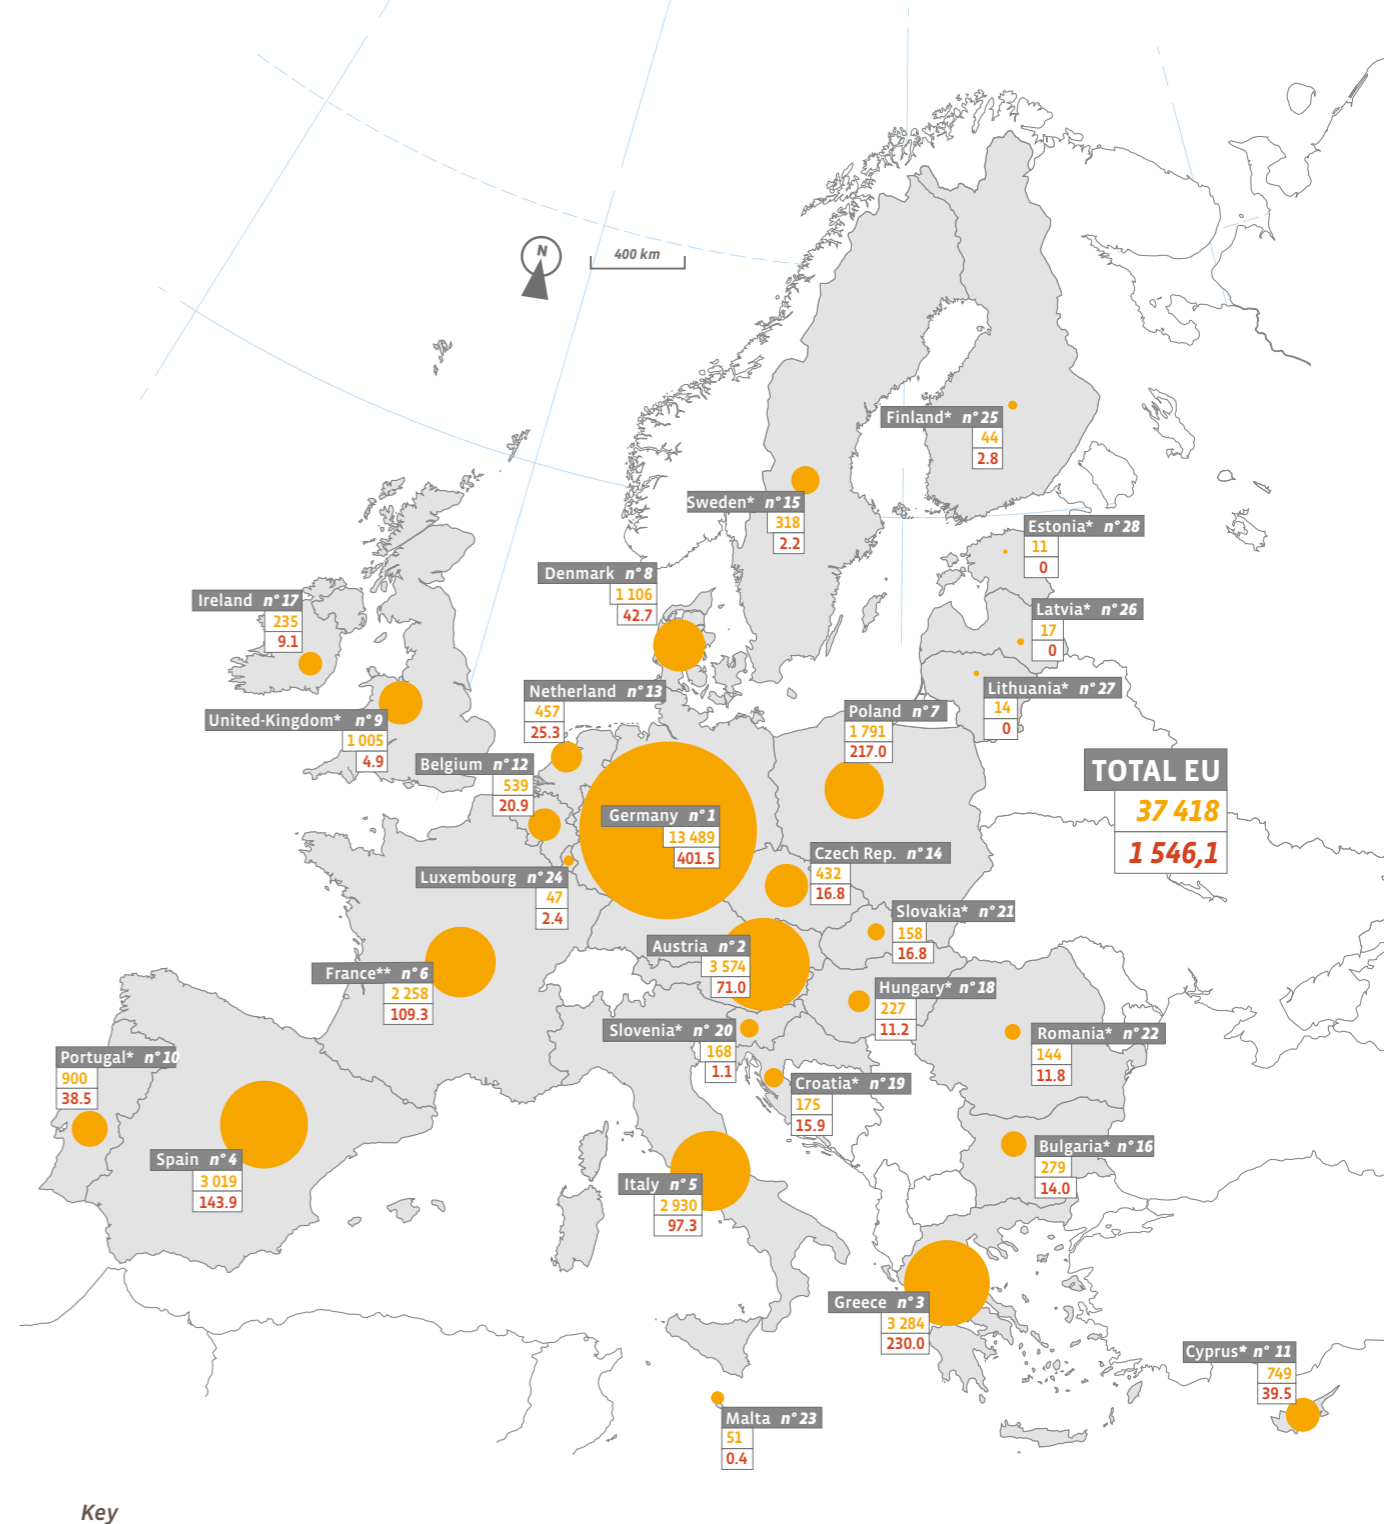 N
400 km
Finland* n°25
44
2.8
Sweden* n°15
318
2.2
Estonia* n°28
11
0
Denmark n°8
1 106
42.7
Ireland n°17
235
9.1
Latvia* n°26
17
0
Netherland n°13
457
25.3
Lithuania* n°27
14
0
United-Kingdom* n°9
1 005
4.9
Poland n°7
1 791
217.0
Belgium n°12
539
20.9
TOTAL EU
37 418
1 546,1
Germany n°1
13 489
401.5
Czech Rep. n°14
432
16.8
Luxembourg n°24
47
2.4
Slovakia* n°21
158
16.8
Austria n°2
3 574
71.0
France** n°6
2 258
109.3
Hungary* n°18
227
11.2
Slovenia* n° 20
168
1.1
Romania* n°22
144
11.8
Portugal* n°10
900
38.5
Croatia* n°19
175
15.9
Bulgaria* n°16
279
14.0
Spain n°4
3 019
143.9
Italy n°5
2 930
97.3
Greece n°3
3 284
230.0
Cyprus* n° 11
749
39.5
Malta n°23
51
0.4
Key